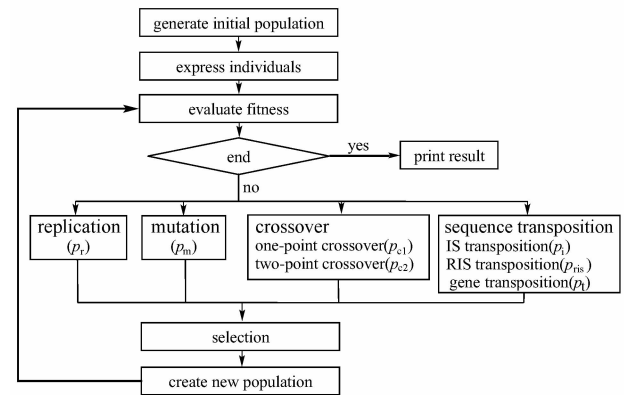 generate initial population
express individuals
evaluate fitness
end
yes
print result
no
replication
(pr)
mutation
(pm)
crossover
one-point crossover(pc1)
two-point crossover(pc2)
sequence transposition
IS transposition(pi)
RIS transposition(pris)
gene transposition(pt)
selection
create new population